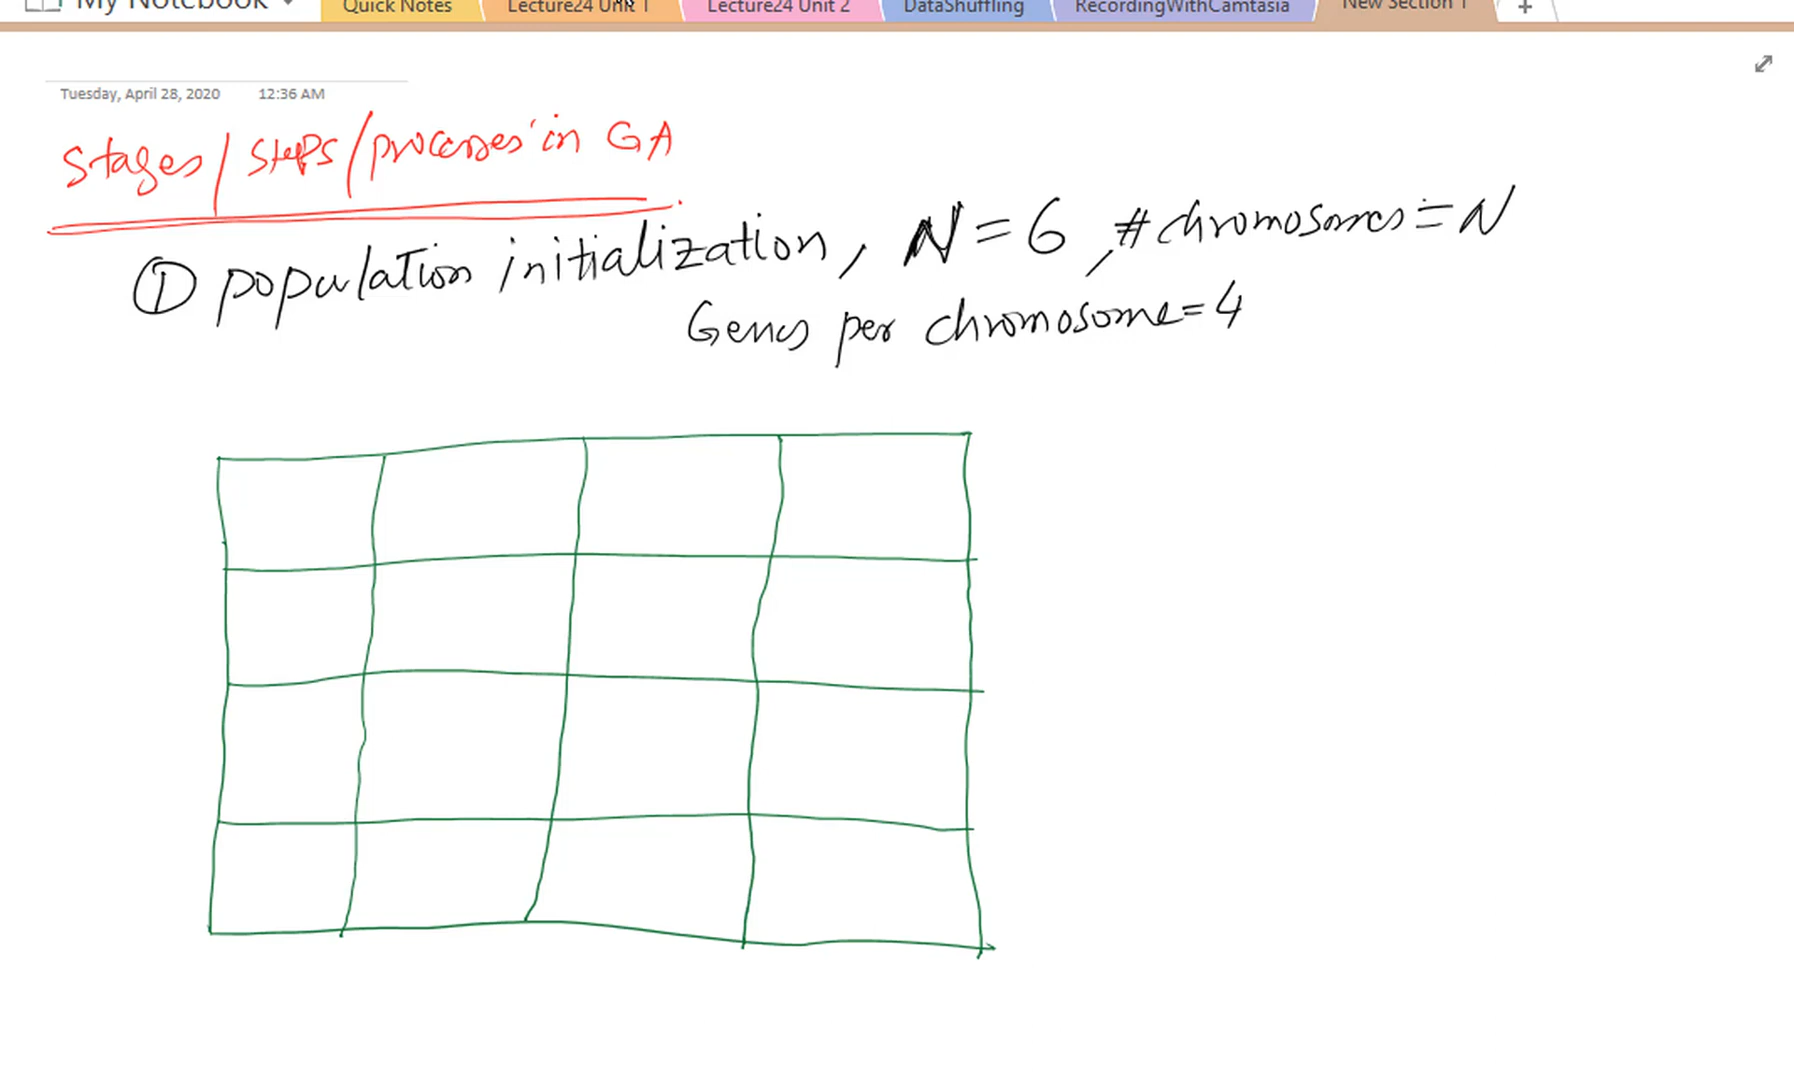 My Notebook
Quick Notes
Lecture24 Unit 1
Lecture24 Unit 2
DataShuffling
RecordingWithCamtasia
New Section 1
+
Tuesday, April 28, 2020 12:36 AM
Stages/Steps/processes in GA
① population initialization, N=6, #chromosomes=N
Genes per chromosome=4